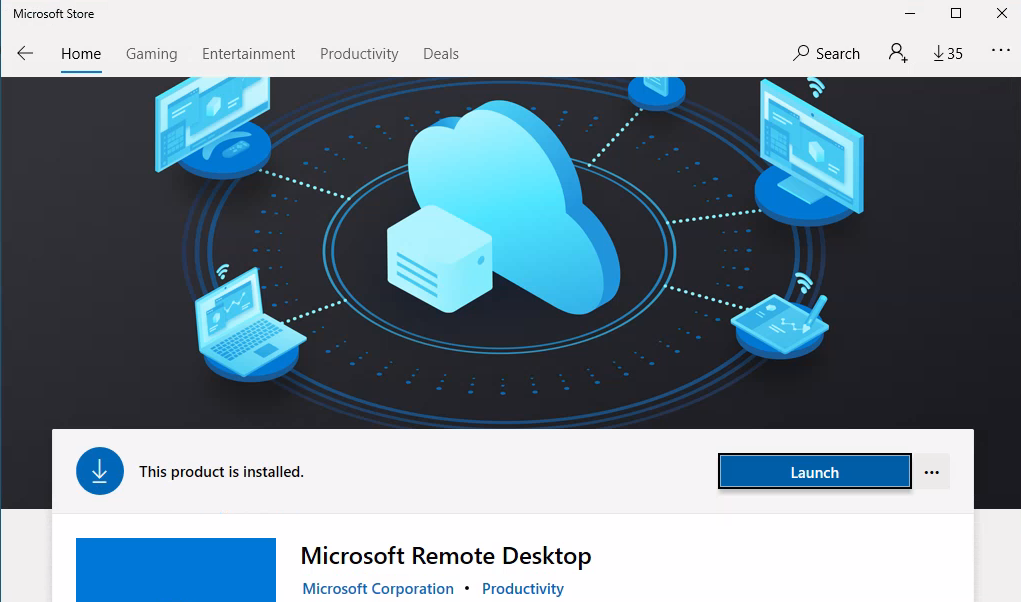 Microsoft Store
Home Gaming Entertainment Productivity Deals Search 35 ...
This product is installed. Launch ...
Microsoft Remote Desktop
Microsoft Corporation • Productivity